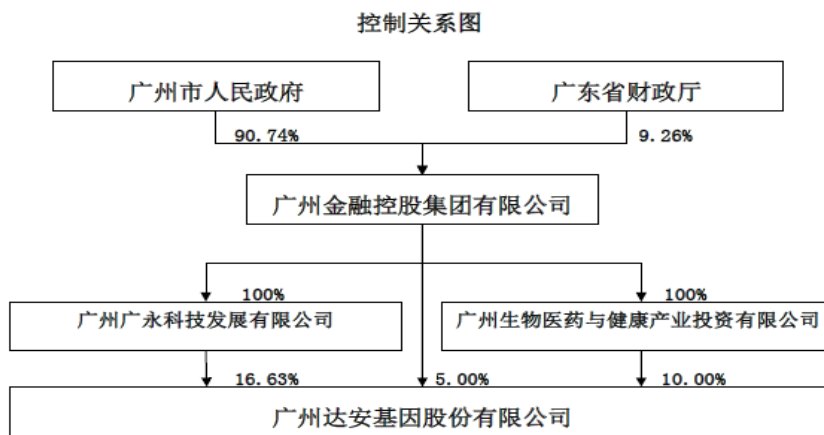 控制关系图
广州市人民政府
广东省财政厅
90.74%
9.26%
广州金融控股集团有限公司
100%
100%
广州广永科技发展有限公司
广州生物医药与健康产业投资有限公司
16.63%
5.00%
10.00%
广州达安基因股份有限公司